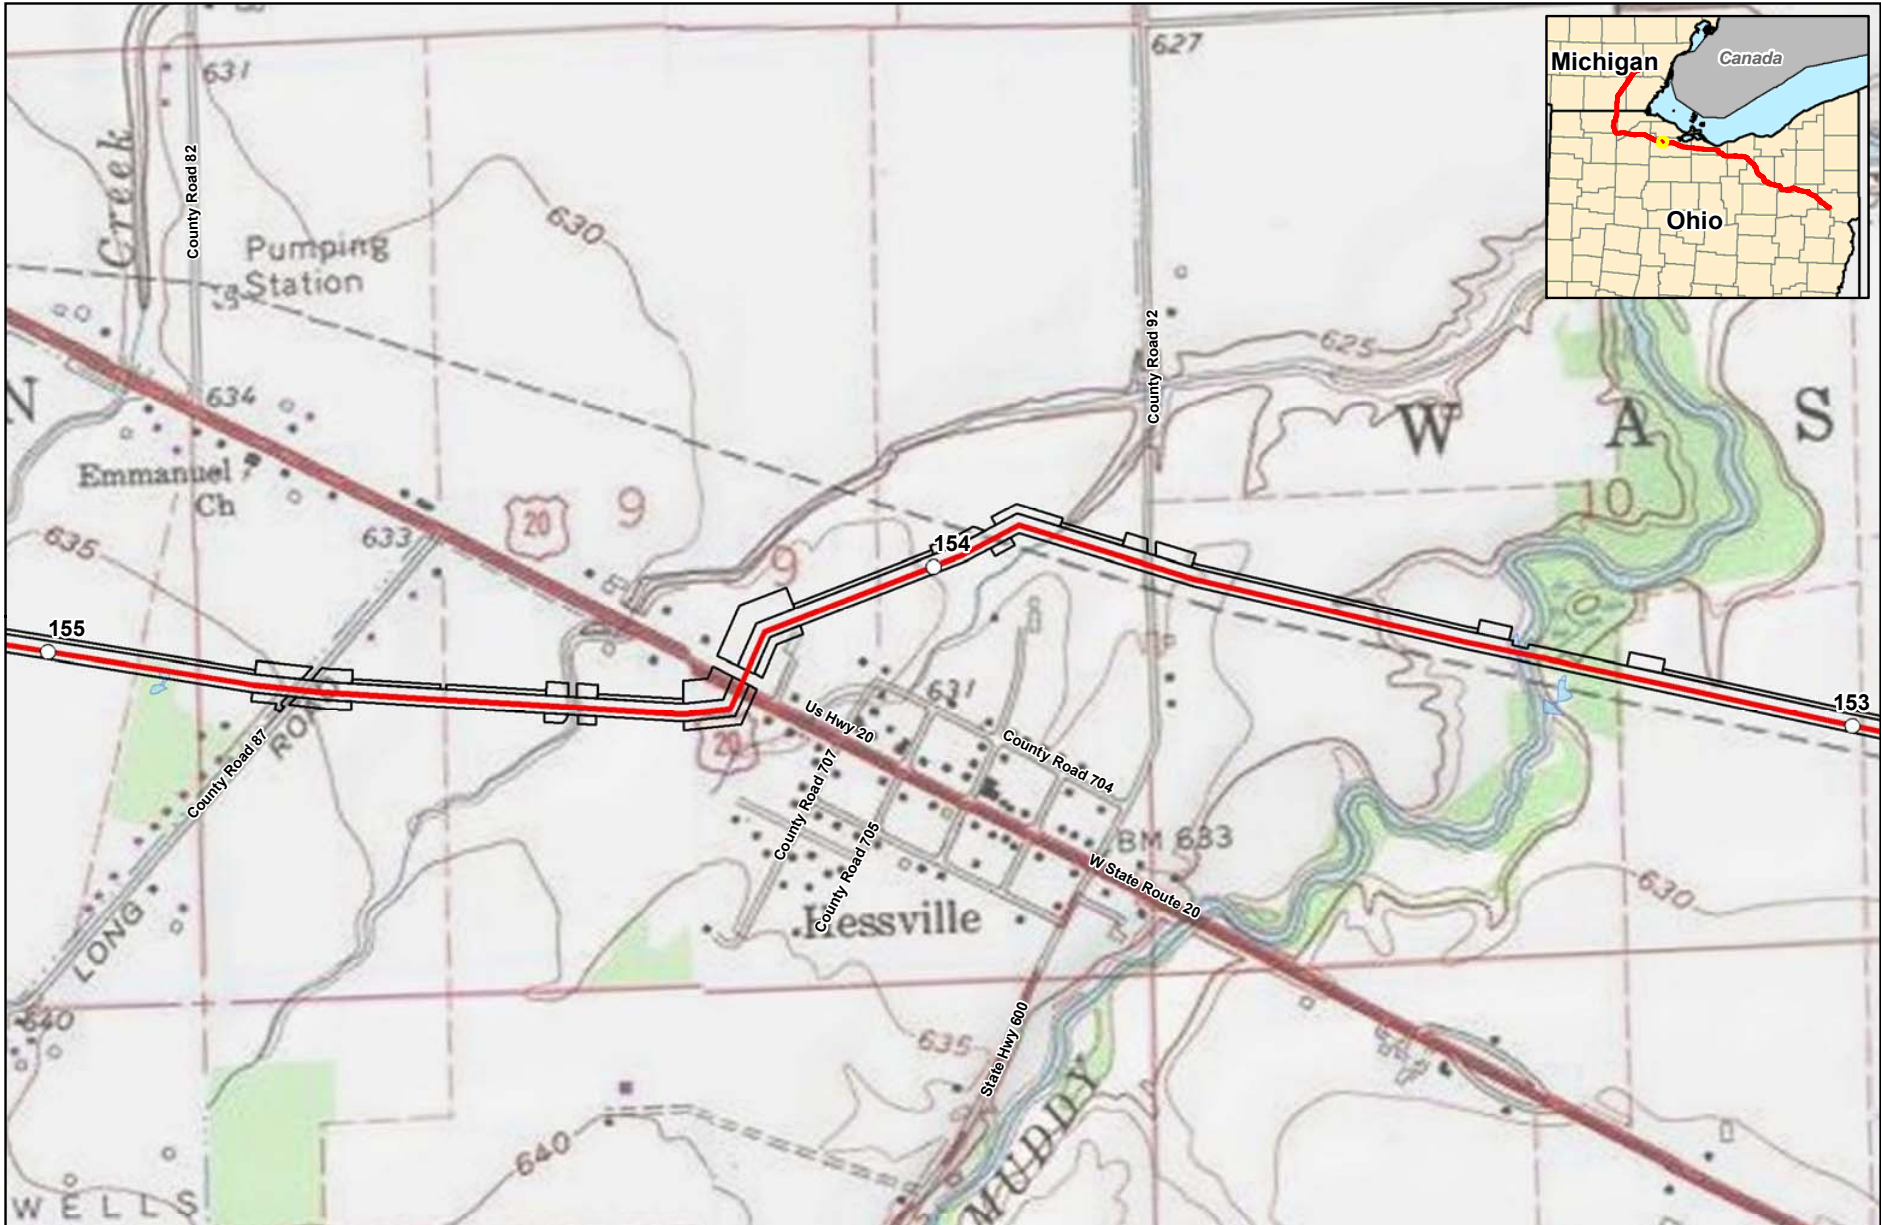 627
631
Michigan
Canada
Ohio
Creek
County Road 82
Pumping
Station
630
County Road 92
625
634
N
W
A
S
Emmanuel
Ch
20
9
10
635
633
154
9
155
153
ROAD
631
Us Hwy 20
20
County Road 87
County Road 704
County Road 707
County Road 705
BM 633
W State Route 20
630
Hessville
LONG
640
635
State Hwy 600
MUDDY
640
WELLS